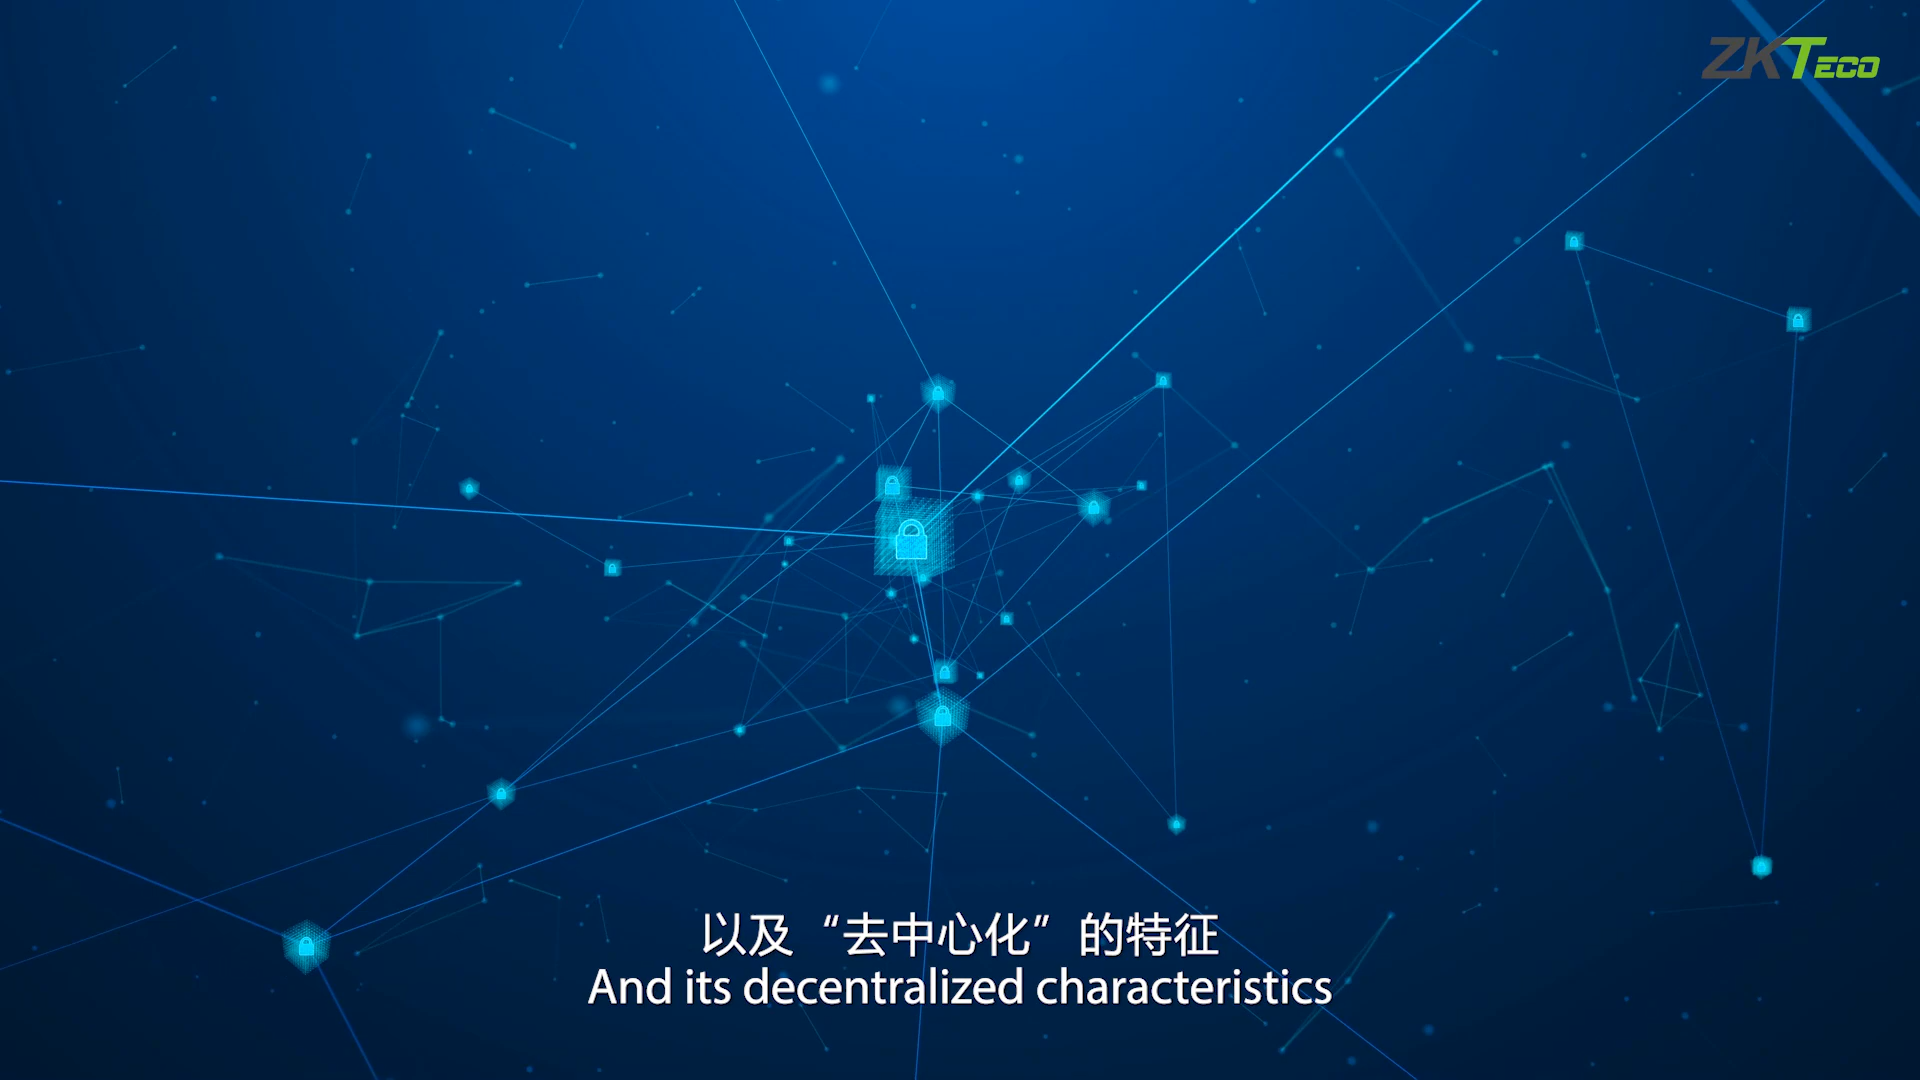 ZKTECO
以及“去中心化”的特征
And its decentralized characteristics